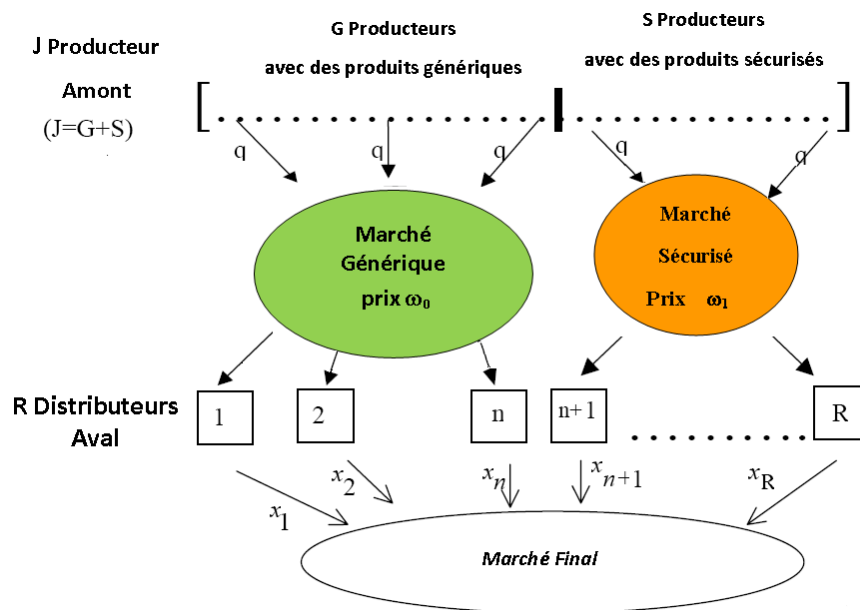 J Producteur
Amont
(J=G+S)
G Producteurs
avec des produits génériques
S Producteurs
avec des produits sécurisés
[ ]
q
q
q
q
q
Marché
Générique
prix ω0
Marché
Sécurisé
Prix ω1
R Distributeurs
Aval
1
2
n
n+1
R
x1
x2
xn
xn+1
xR
Marché Final